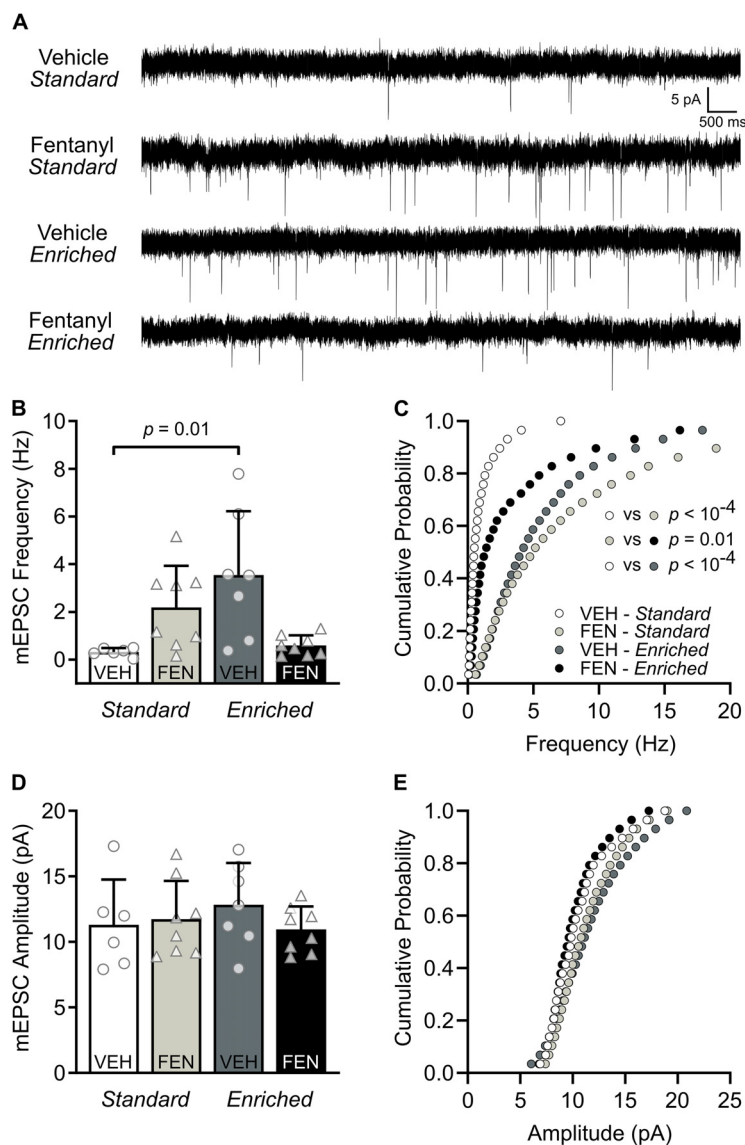 A
Vehicle
Standard
5 pA
500 ms
Fentanyl
Standard
Vehicle
Enriched
Fentanyl
Enriched
B
mEPSC Frequency (Hz)
10
8
6
4
2
0
p = 0.01
VEH
FEN
VEH
FEN
Standard
Enriched
C
Cumulative Probability
1.0
0.8
0.6
0.4
0.2
0.0
vs p < 10⁻⁴
vs p = 0.01
vs p < 10⁻⁴
VEH - Standard
FEN - Standard
VEH - Enriched
FEN - Enriched
0 5 10 15 20
Frequency (Hz)
D
mEPSC Amplitude (pA)
20
15
10
5
0
VEH
FEN
VEH
FEN
Standard
Enriched
E
Cumulative Probability
1.0
0.8
0.6
0.4
0.2
0.0
0 5 10 15 20 25
Amplitude (pA)